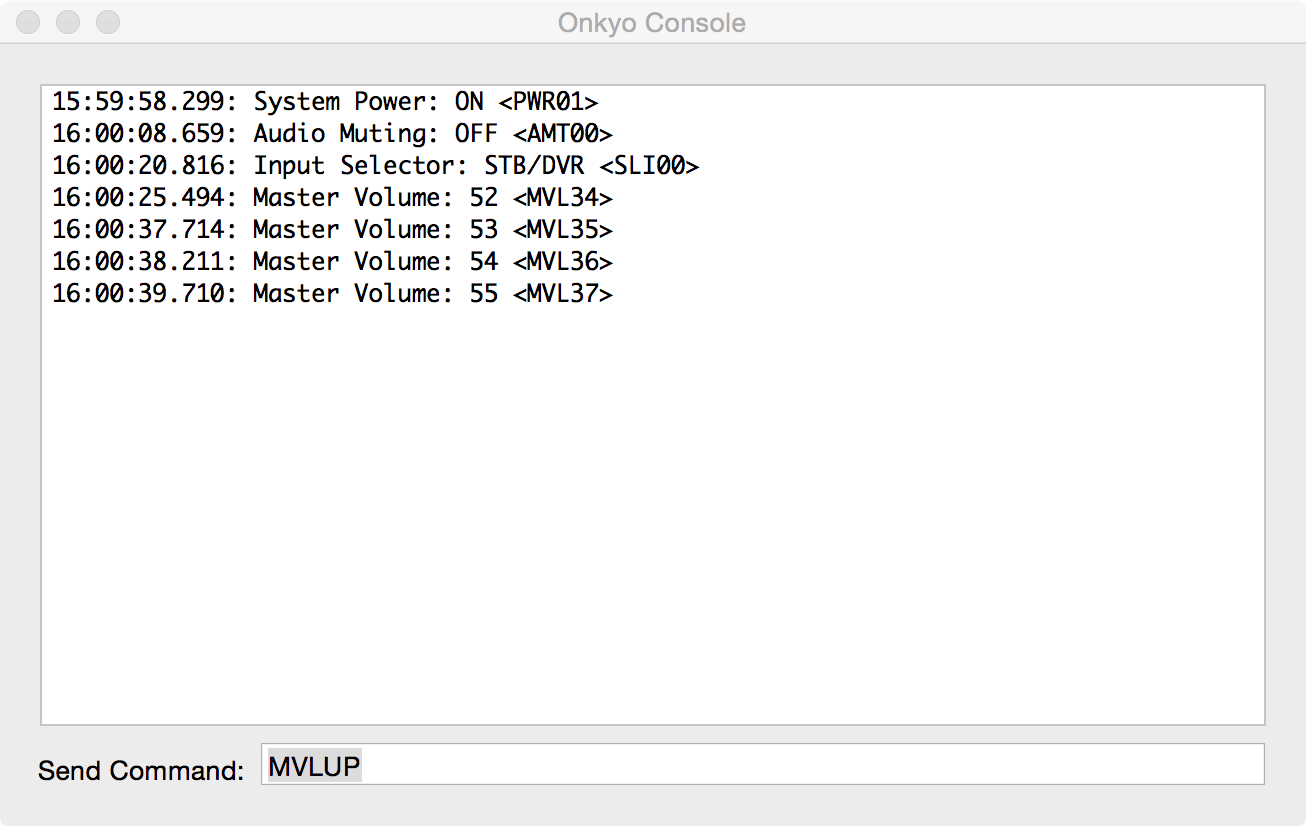 Onkyo Console
15:59:58.299: System Power: ON <PWR01>
16:00:08.659: Audio Muting: OFF <AMT00>
16:00:20.816: Input Selector: STB/DVR <SLI00>
16:00:25.494: Master Volume: 52 <MVL34>
16:00:37.714: Master Volume: 53 <MVL35>
16:00:38.211: Master Volume: 54 <MVL36>
16:00:39.710: Master Volume: 55 <MVL37>
Send Command: MVLUP